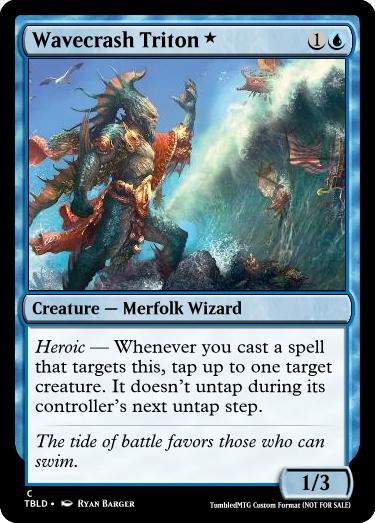 Wavecrash Triton ★ 1
Creature — Merfolk Wizard
Heroic — Whenever you cast a spell
that targets this, tap up to one target
creature. It doesn't untap during its
controller's next untap step.
The tide of battle favors those who can
swim.
1/3
C
TBLD • Ryan Barger
TumbledMTG Custom Format (NOT FOR SALE)